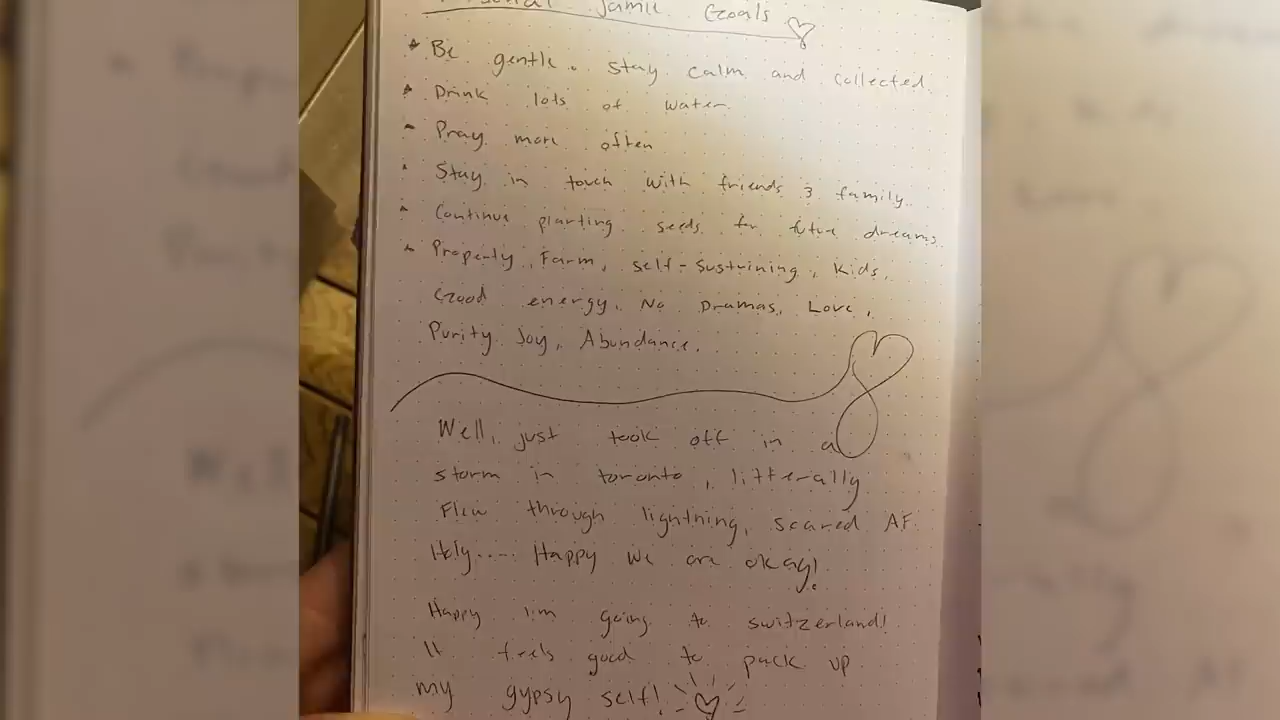 Jamie Goals
Be gentle. Stay calm and collected.
Drink lots of water.
Pray more often
Stay in touch with friends & family.
Continue planting seeds for future dreams.
Property, Farm, self-sustaining, kids,
Good energy, No Dramas, Love,
Purity. Joy, Abundance.
Well, just took off in a
storm in toronto, litterally
Flew through lightning, scared AF.
Holy..... Happy we are okay!
Happy I'm going to switzerland!
It feels good to pack up
my gypsy self!